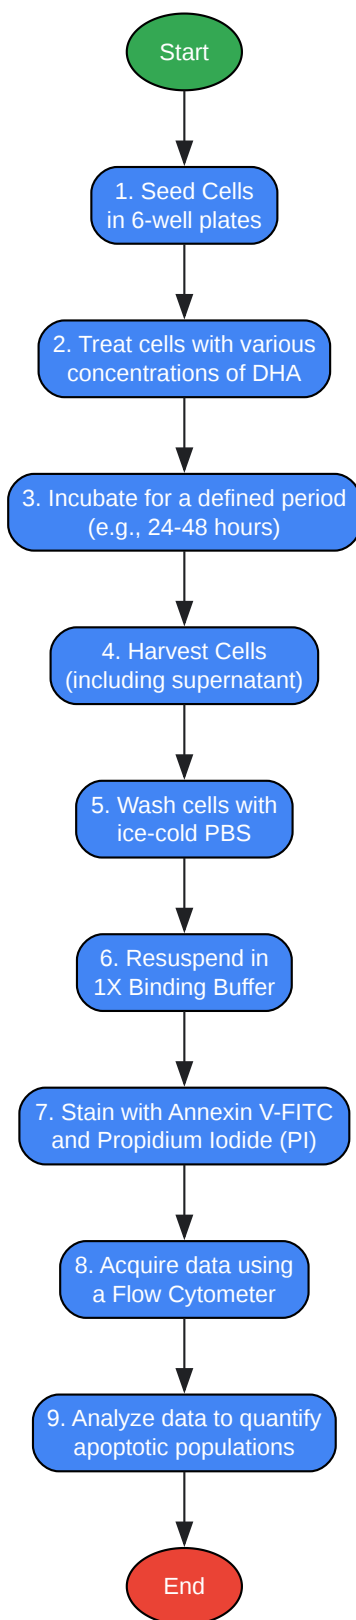 Start
1. Seed Cells
in 6-well plates
2. Treat cells with various
concentrations of DHA
3. Incubate for a defined period
(e.g., 24-48 hours)
4. Harvest Cells
(including supernatant)
5. Wash cells with
ice-cold PBS
6. Resuspend in
1X Binding Buffer
7. Stain with Annexin V-FITC
and Propidium Iodide (PI)
8. Acquire data using
a Flow Cytometer
9. Analyze data to quantify
apoptotic populations
End